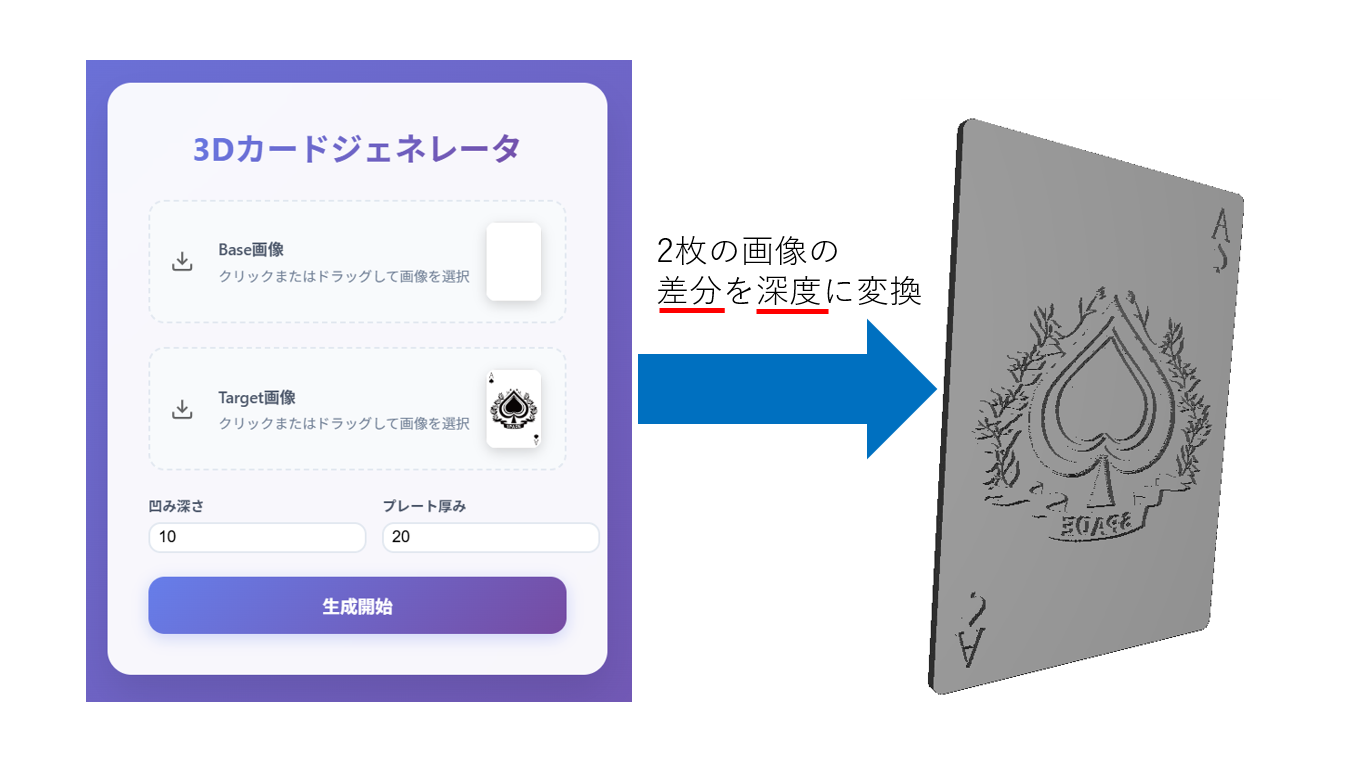 3Dカードジェネレータ
Base画像
クリックまたはドラッグして画像を選択
Target画像
クリックまたはドラッグして画像を選択
A
SPADE
A
凹み深さ
プレート厚み
10
20
生成開始
2枚の画像の
差分を深度に変換
A
SPADE
A